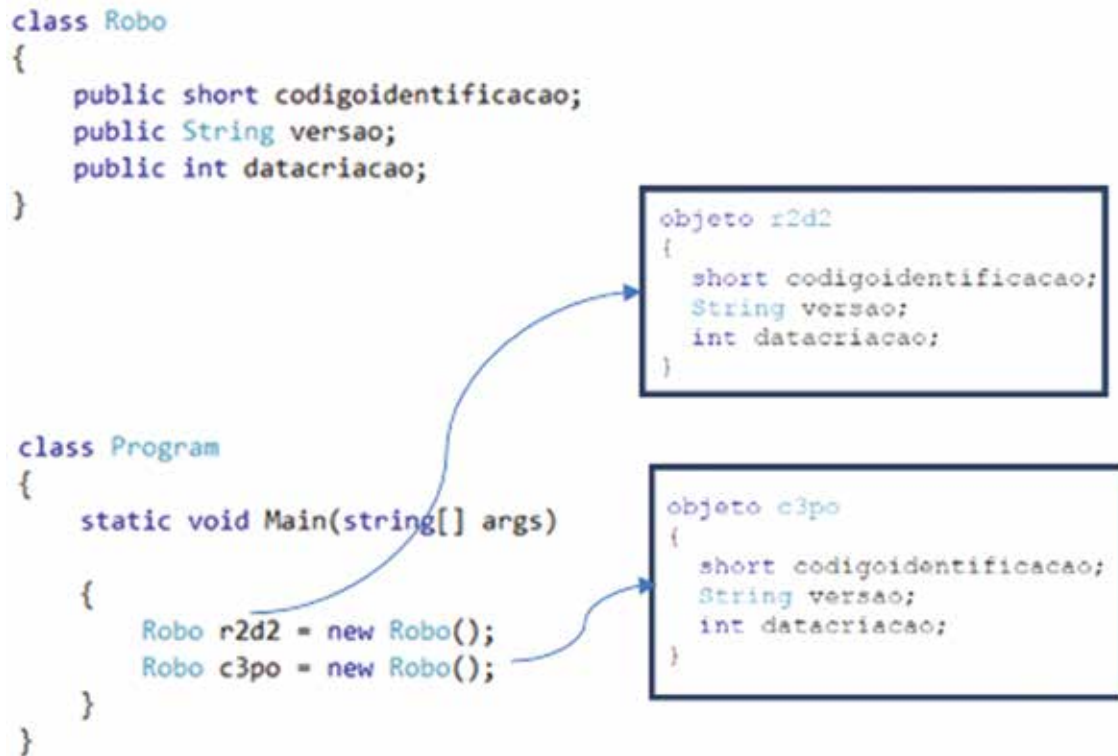 class Robo
{
public short codigoidentificacao;
public String versao;
public int datacriacao;
}
objeto r2d2
{
short codigoidentificacao;
String versao;
int datacriacao;
}
class Program
{
static void Main(string[] args)
{
Robo r2d2 = new Robo();
Robo c3po = new Robo();
}
}
objeto c3po
{
short codigoidentificacao;
String versao;
int datacriacao;
}